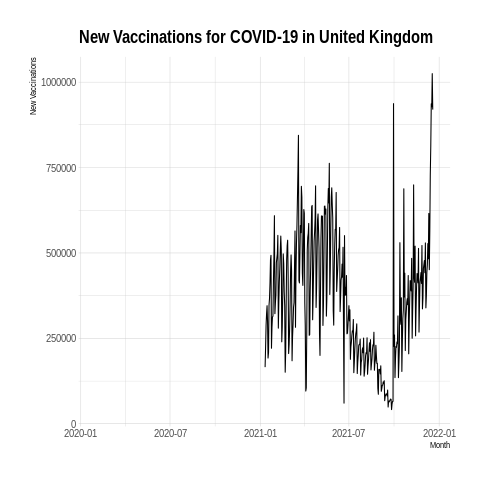 New Vaccinations for COVID-19 in United Kingdom
New Vaccinations
1000000
750000
500000
250000
0
2020-01 2020-07 2021-01 2021-07 2022-01
Month